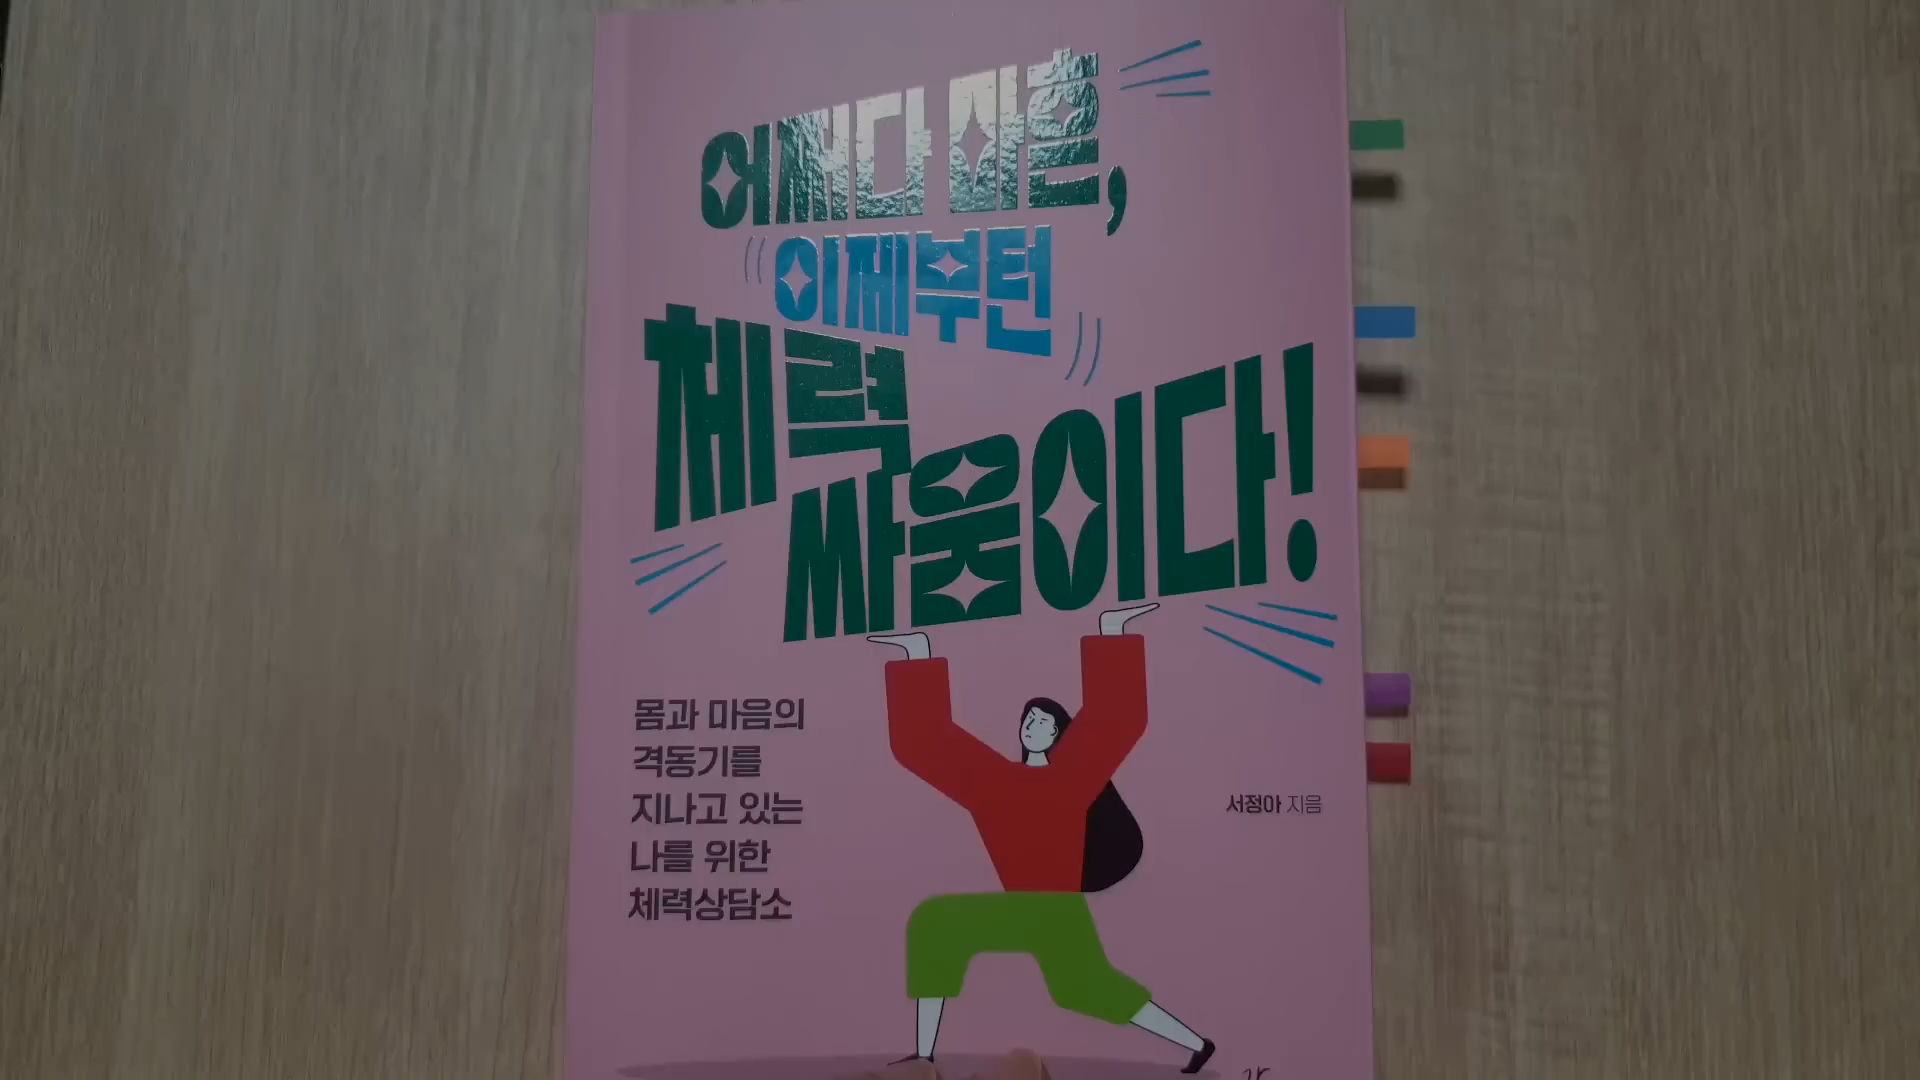 어쩌다 마흔,
이제부턴
체력
싸움이다!
몸과 마음의
격동기를
지나고 있는
나를 위한
체력상담소
서정아 지음